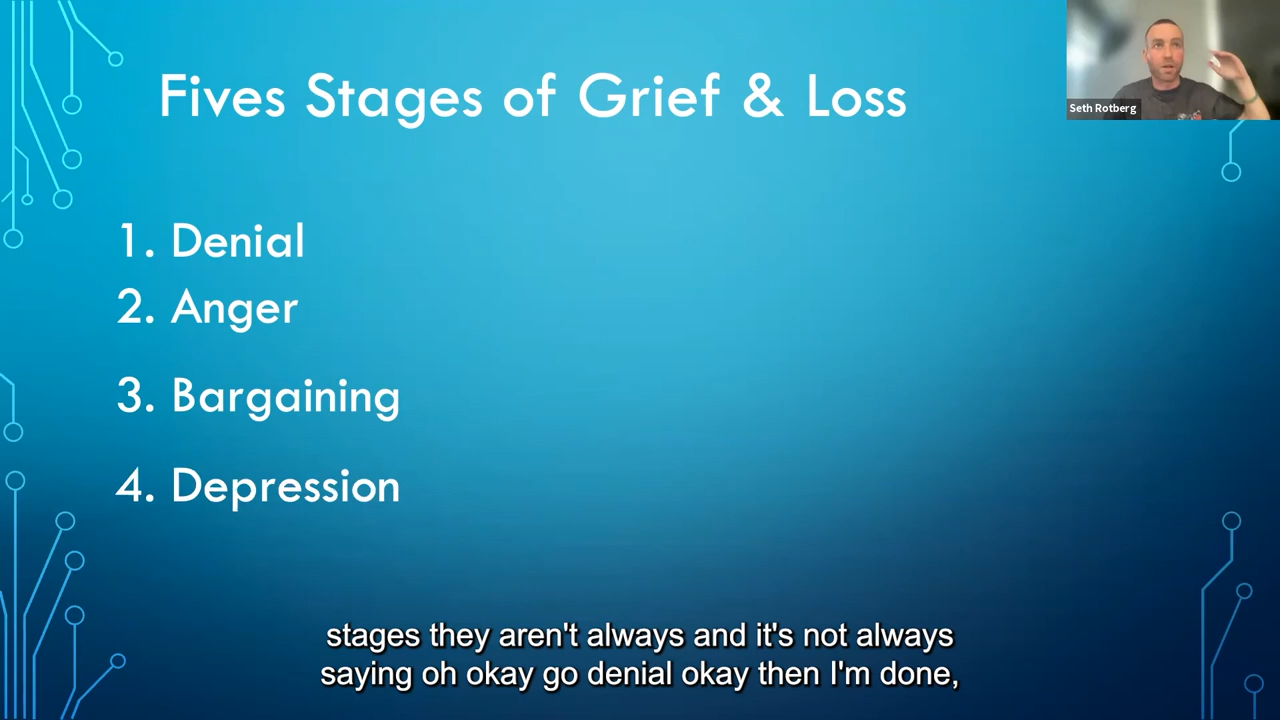 Fives Stages of Grief & Loss
Seth Rotberg
1. Denial
2. Anger
3. Bargaining
4. Depression
stages they aren't always and it's not always
saying oh okay go denial okay then I'm done,